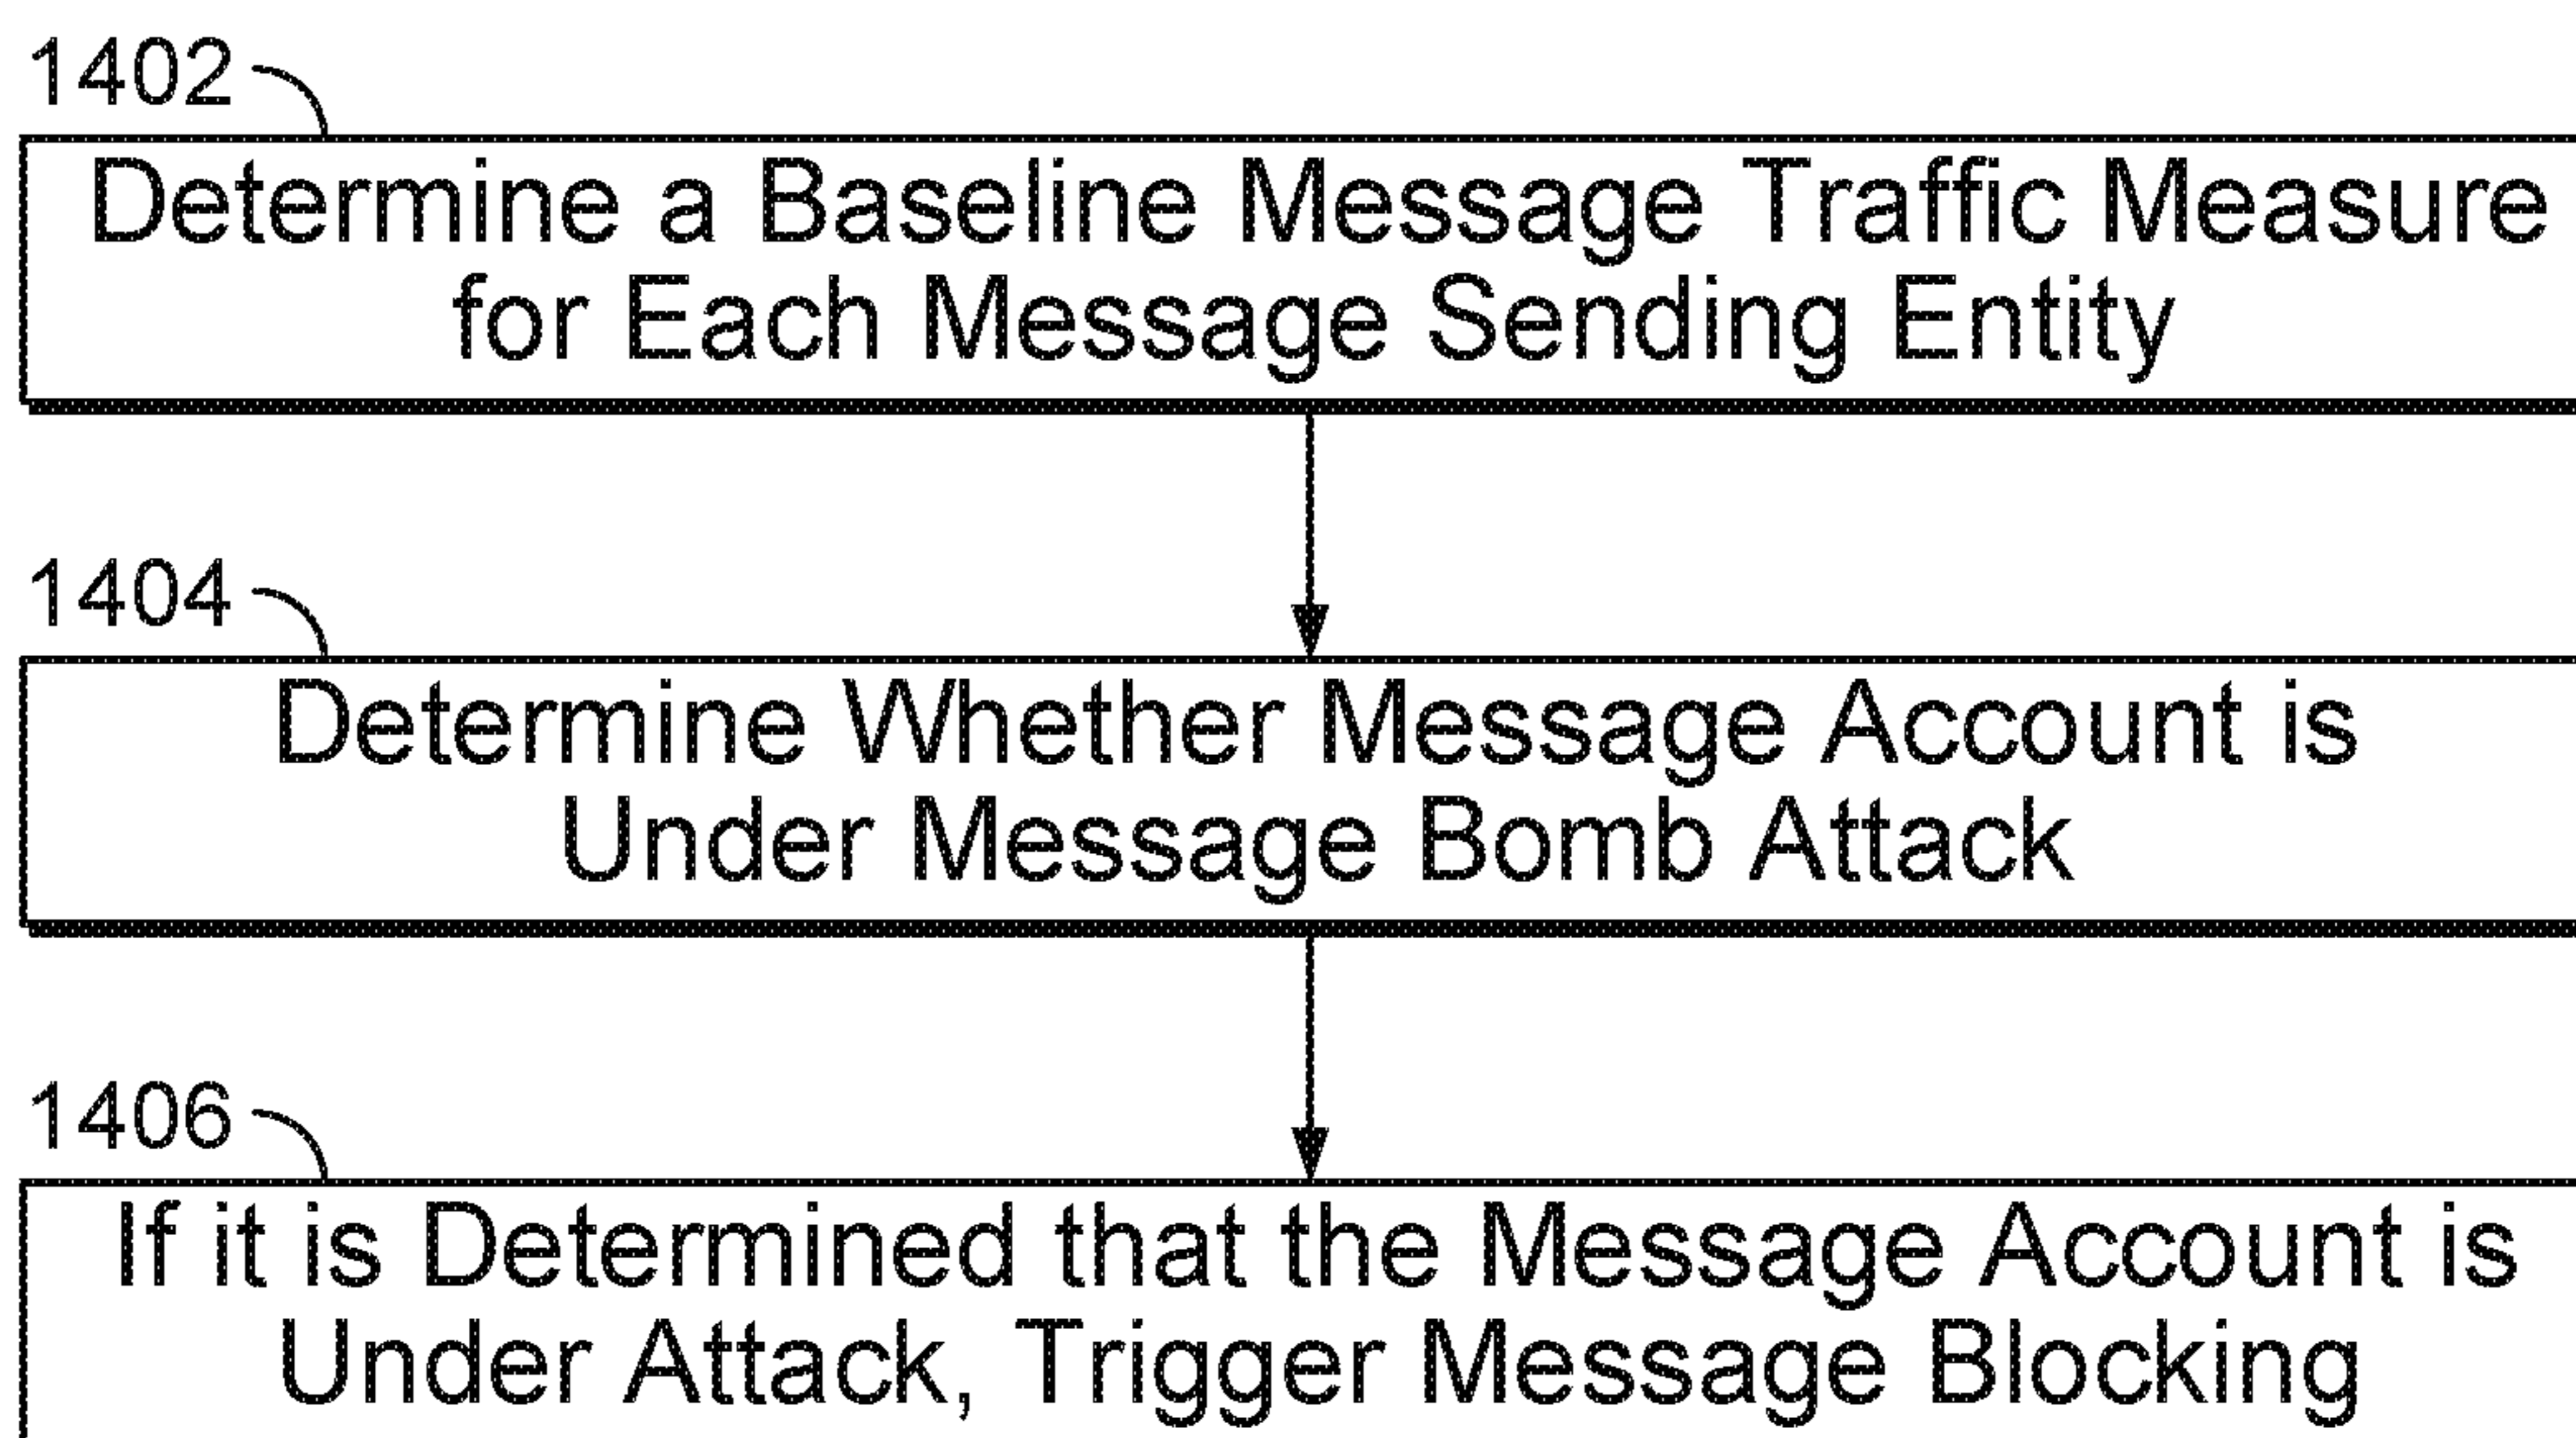 1402
Determine a Baseline Message Traffic Measure
for Each Message Sending Entity
1404
Determine Whether Message Account is
Under Message Bomb Attack
1406
If it is Determined that the Message Account is
Under Attack, Trigger Message Blocking